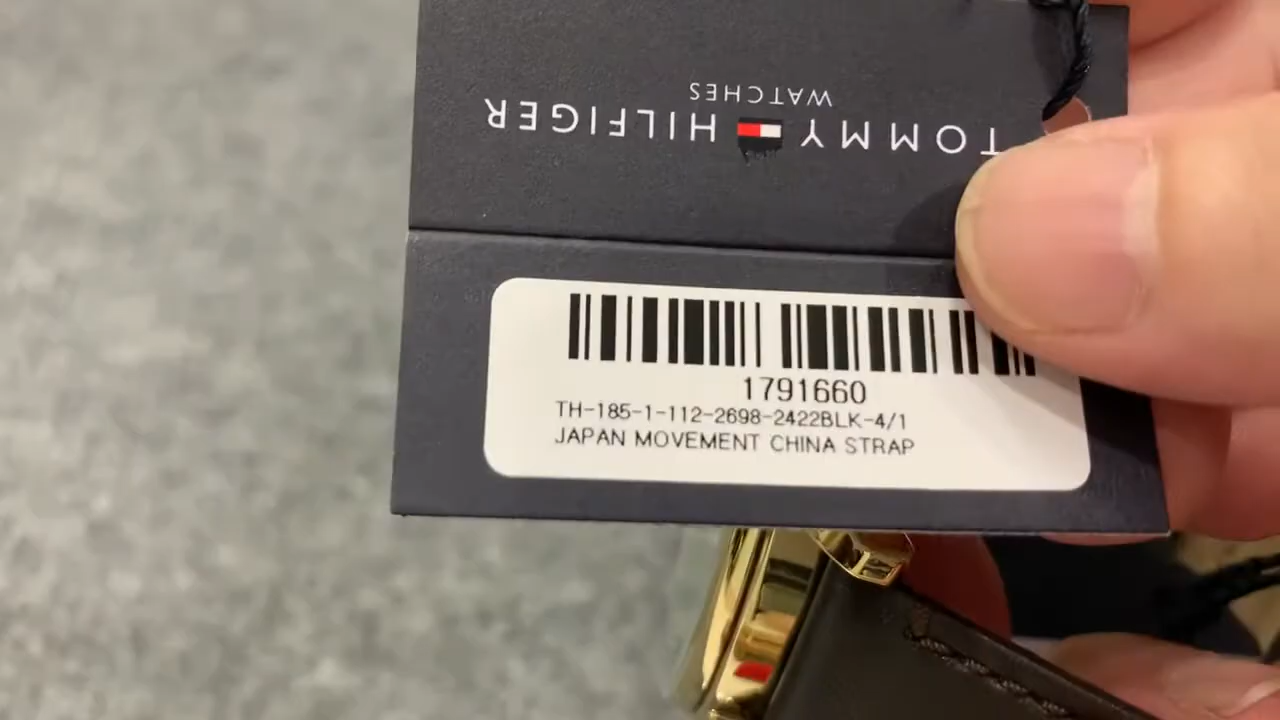 TOMMY HILFIGER
WATCHES
1791660
TH-185-1-112-2698-2422BLK-4/1
JAPAN MOVEMENT CHINA STRAP